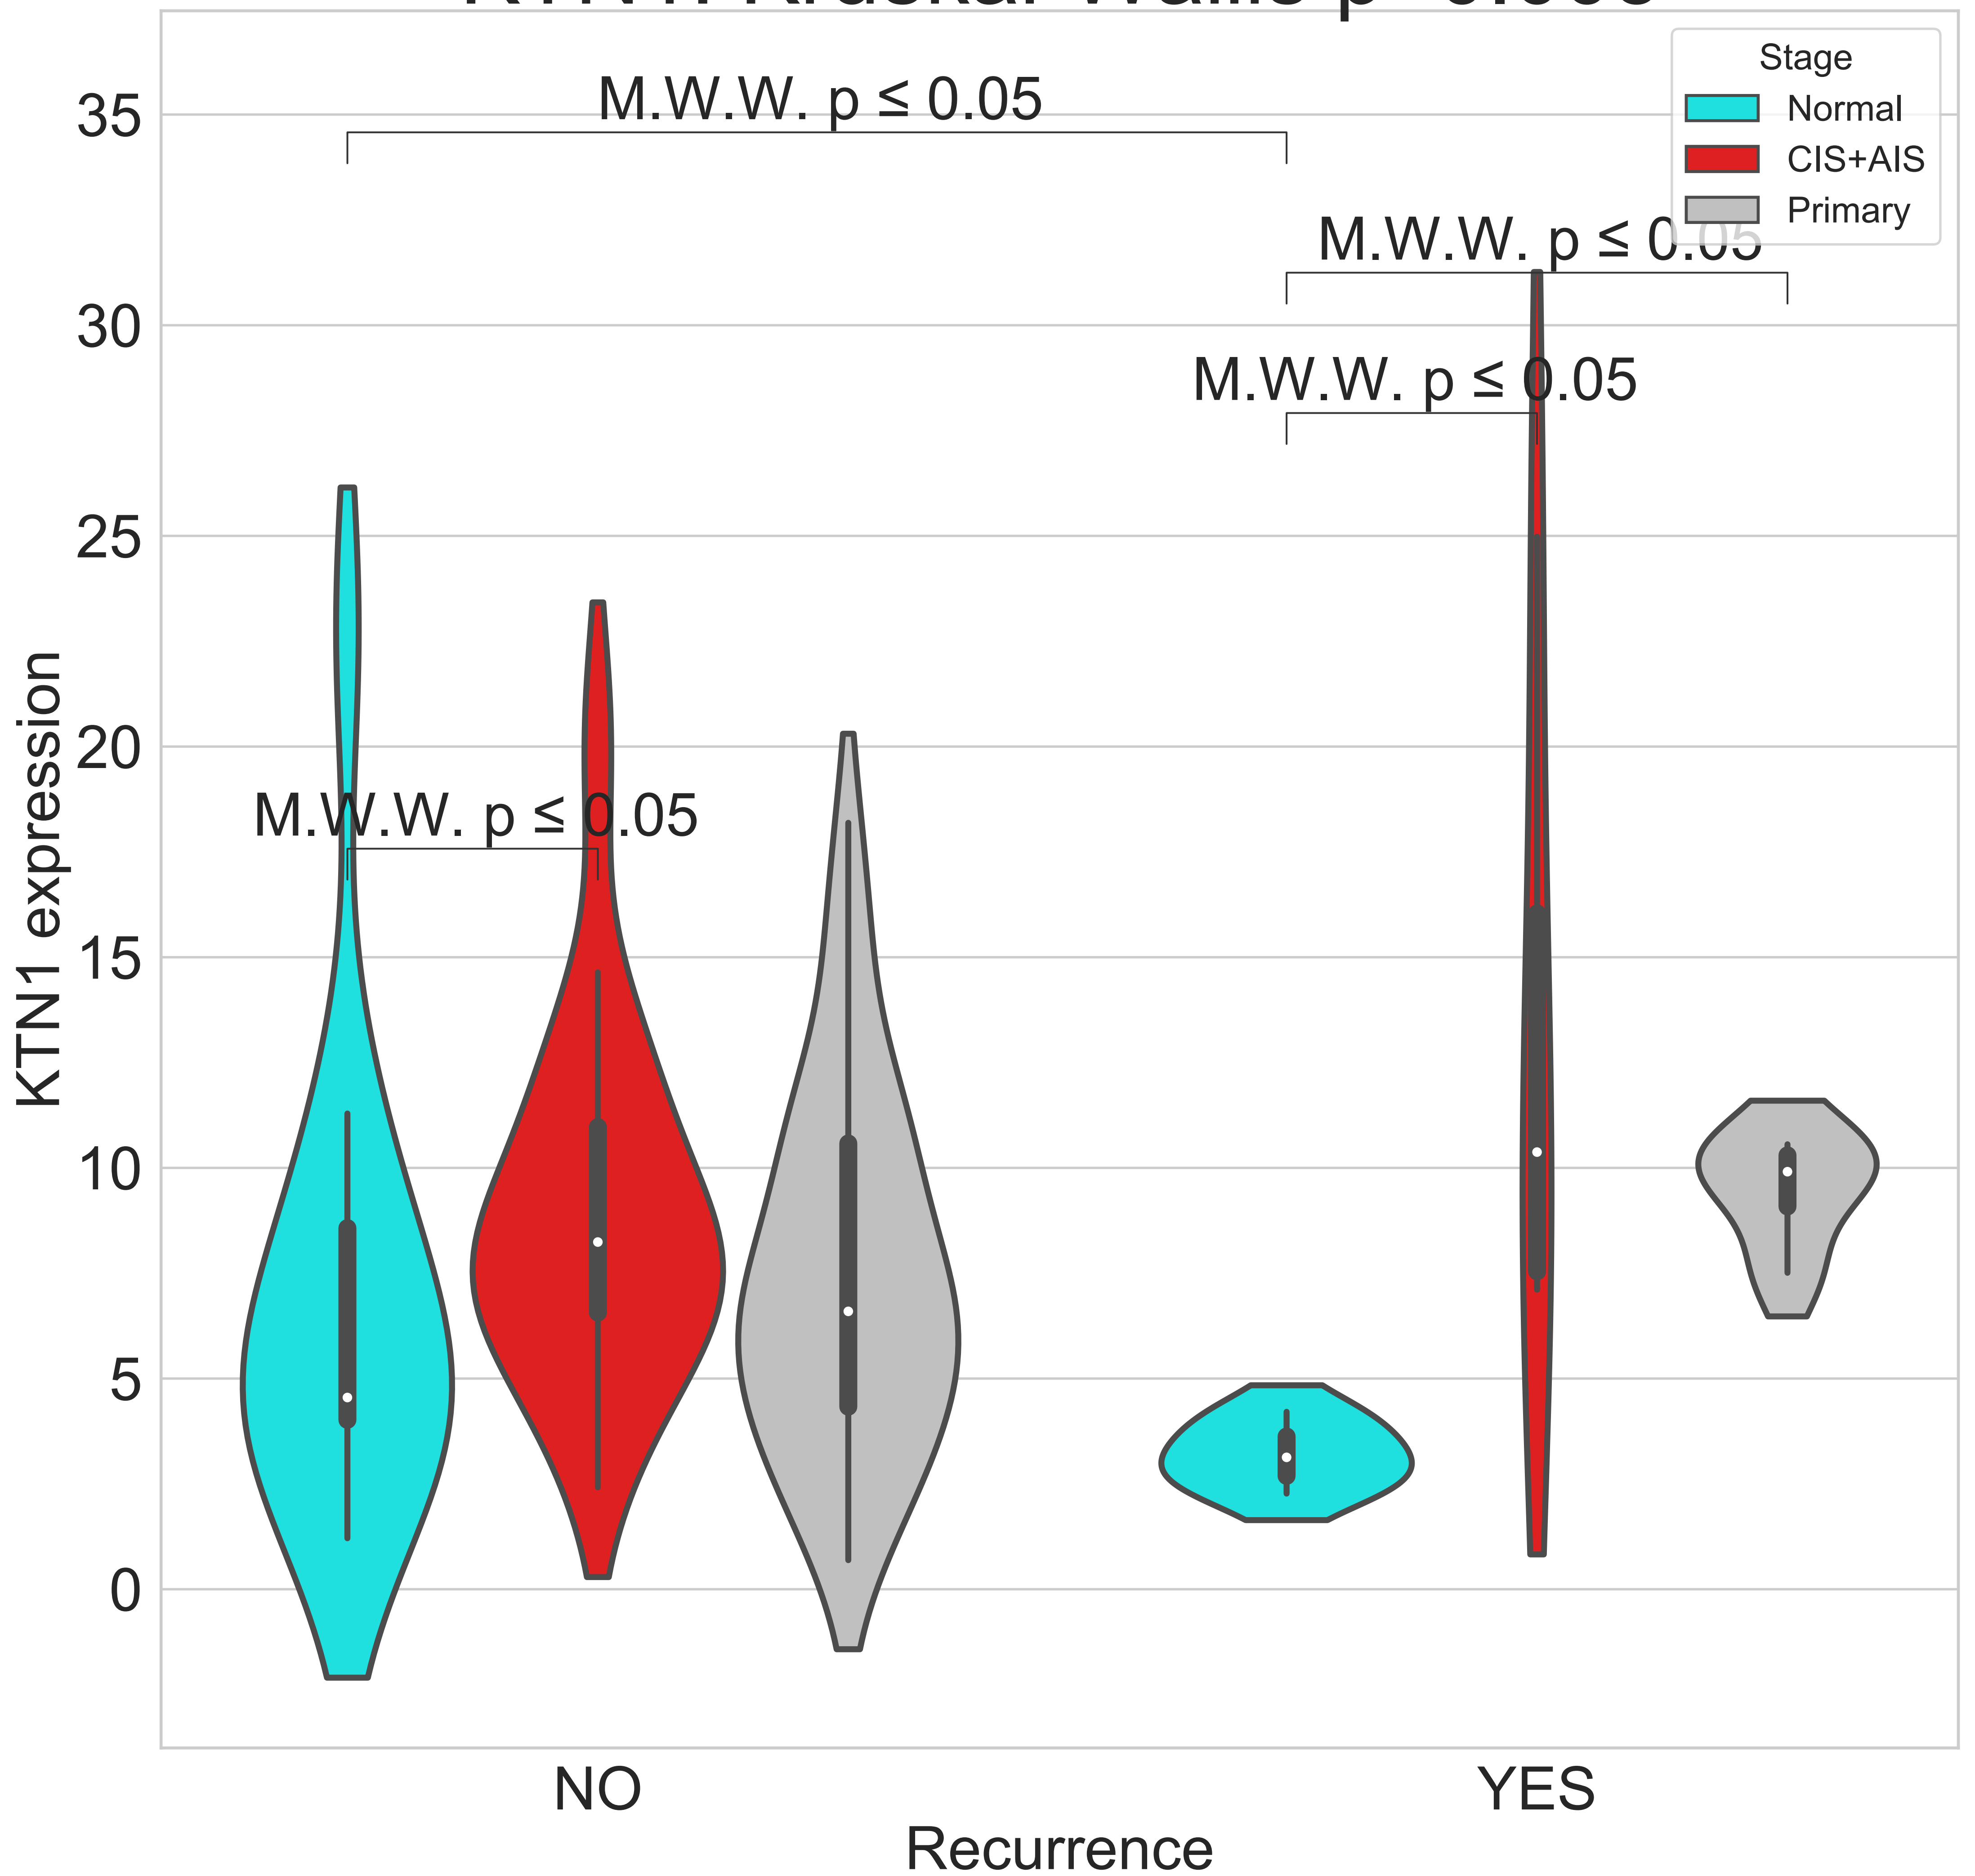 Stage
Normal
CIS+AIS
Primary
M.W.W. p ≤ 0.05
M.W.W. p ≤ 0.05
M.W.W. p ≤ 0.05
M.W.W. p ≤ 0.05
35
30
25
20
15
10
5
0
KTN1 expression
NO
YES
Recurrence